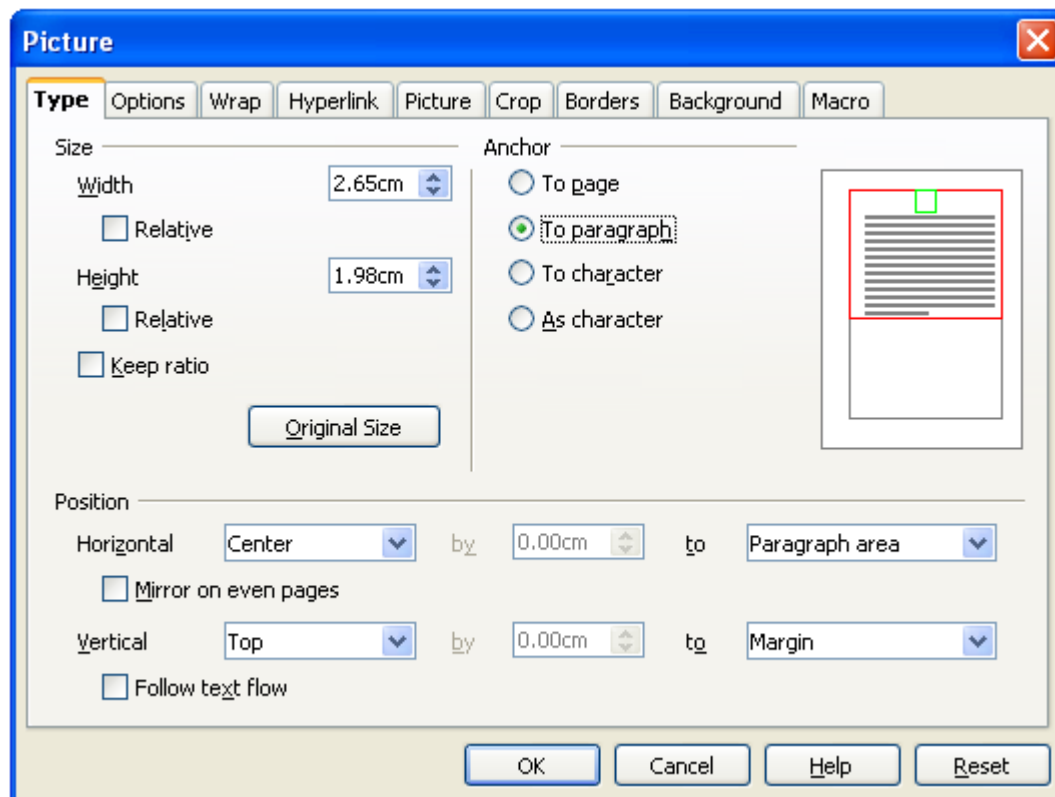 Picture
Type Options Wrap Hyperlink Picture Crop Borders Background Macro
Size Anchor
Width 2.65cm To page
Relative To paragraph
Height 1.98cm To character
Relative As character
Keep ratio
Original Size
Position
Horizontal Center by 0.00cm to Paragraph area
Mirror on even pages
Vertical Top by 0.00cm to Margin
Follow text flow
OK Cancel Help Reset